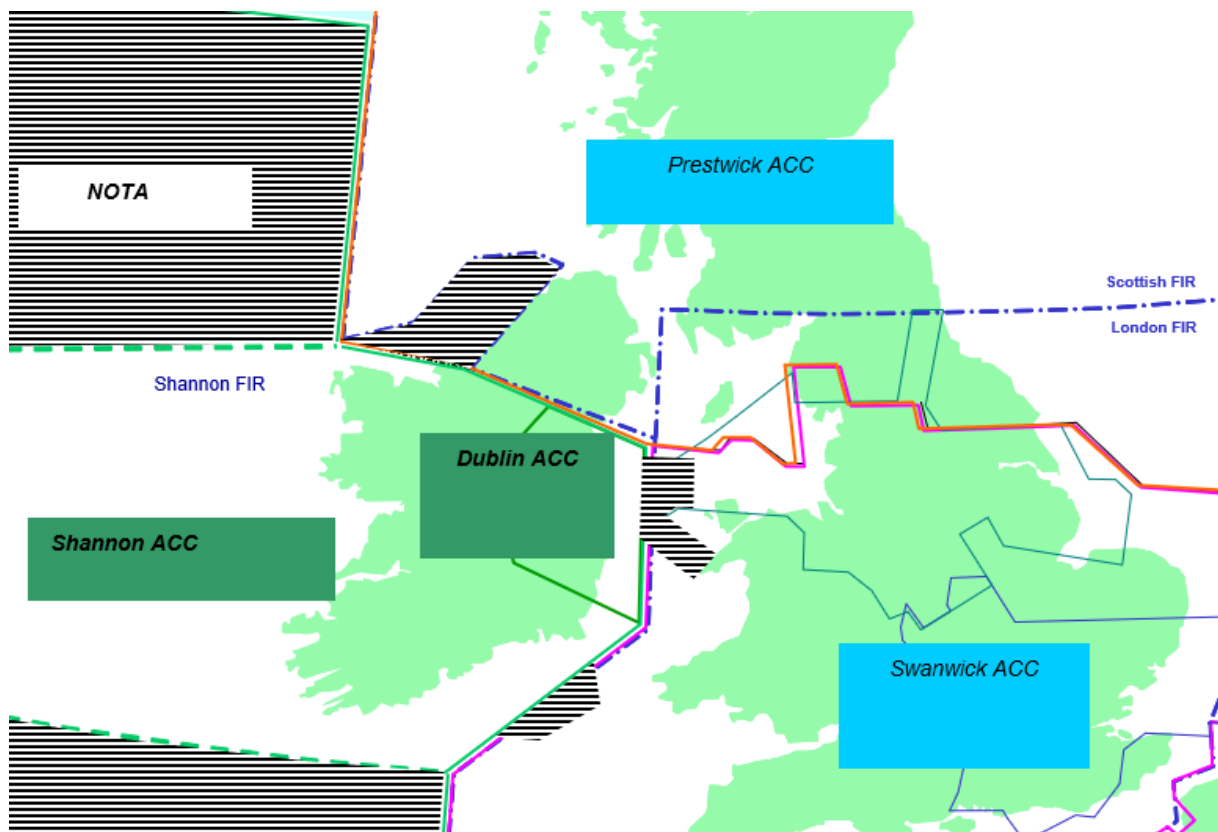 Prestwick ACC
NOTA
Scottish FIR
London FIR
Shannon FIR
Dublin ACC
Shannon ACC
Swanwick ACC